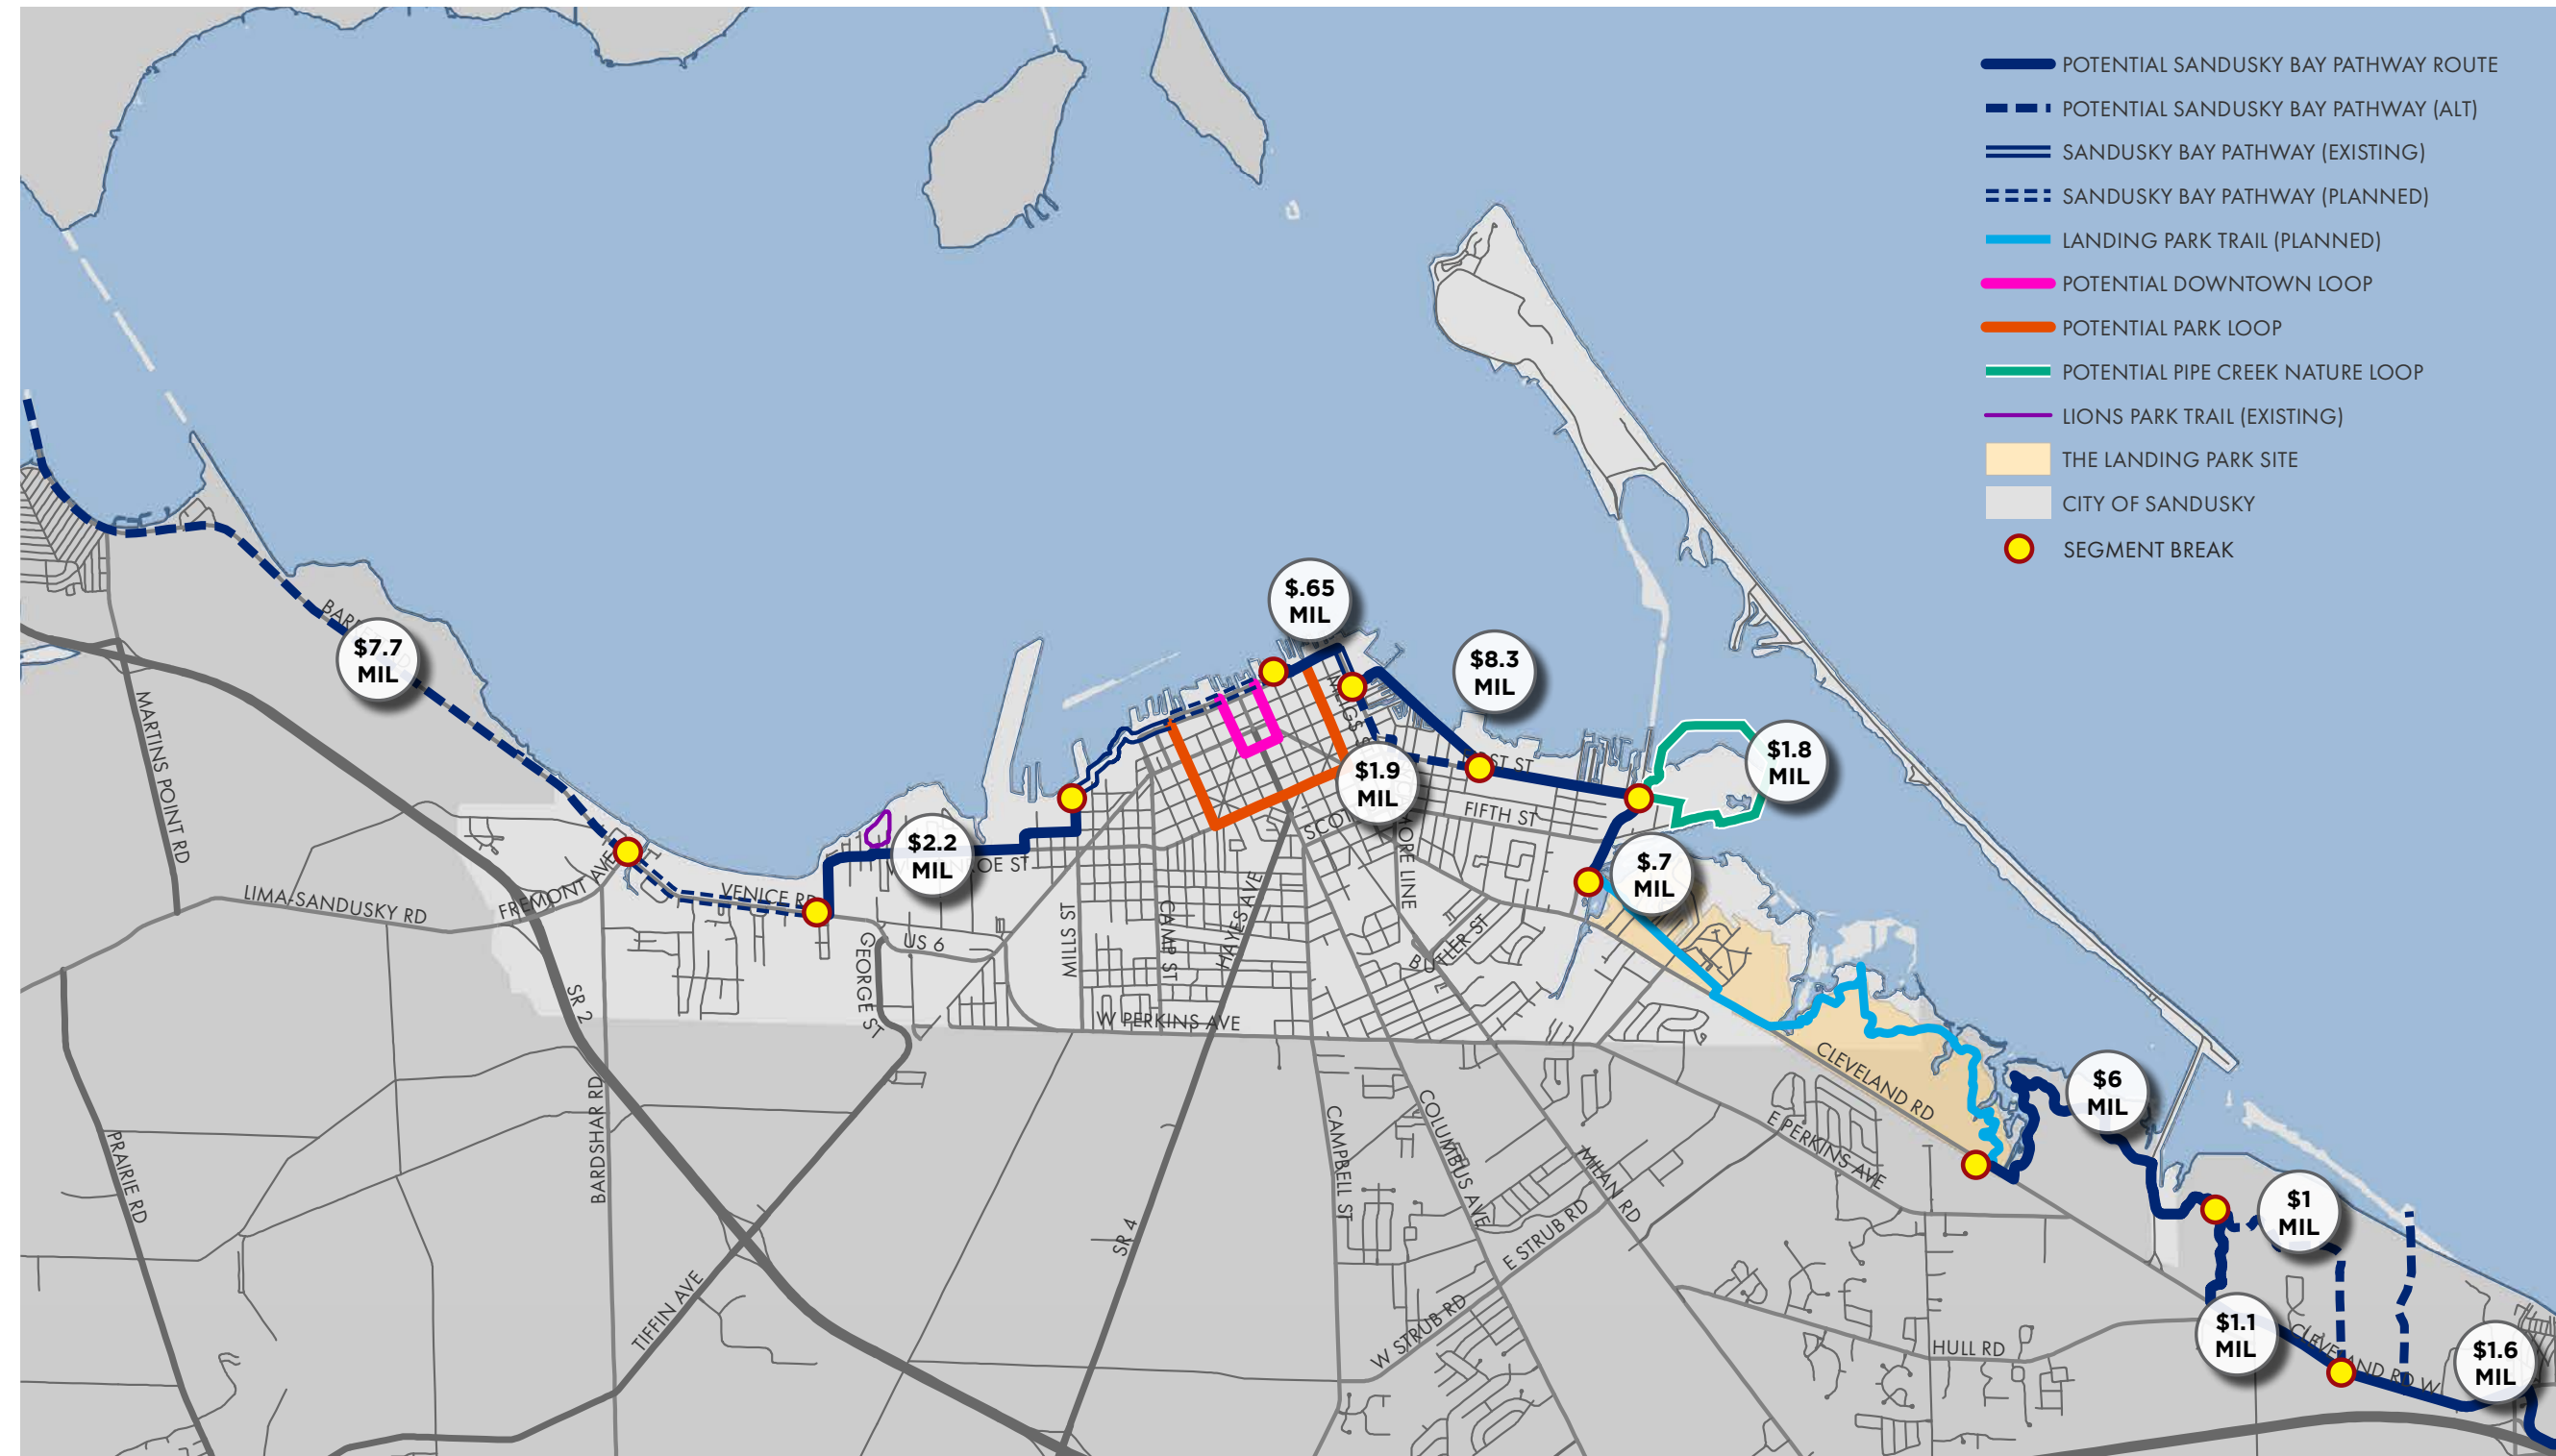 POTENTIAL SANDUSKY BAY PATHWAY ROUTE
POTENTIAL SANDUSKY BAY PATHWAY (ALT)
SANDUSKY BAY PATHWAY (EXISTING)
SANDUSKY BAY PATHWAY (PLANNED)
LANDING PARK TRAIL (PLANNED)
POTENTIAL DOWNTOWN LOOP
POTENTIAL PARK LOOP
POTENTIAL PIPE CREEK NATURE LOOP
LIONS PARK TRAIL (EXISTING)
THE LANDING PARK SITE
CITY OF SANDUSKY
SEGMENT BREAK
$.65
MIL
$7.7
MIL
$8.3
MIL
$1.8
MIL
$1.9
MIL
$2.2
MIL
$.7
MIL
$6
MIL
$1
MIL
$1.1
MIL
$1.6
MIL
MARTINS POINT RD
LIMA-SANDUSKY RD
FREMONT AVE
VENICE RD
US 6
GEORGE ST
MILLS ST
CAMP ST
HAYES AVE
FIFTH ST
BUTLER ST
W PERKINS AVE
SR 2
BARDSHAR RD
PRAIRIE RD
TIFFIN AVE
SR 4
CAMPBELL ST
COLUMBUS AVE
MILAN RD
E STRUB RD
W STRUB RD
E PERKINS AVE
CLEVELAND RD
HULL RD
CLEVELAND RD W